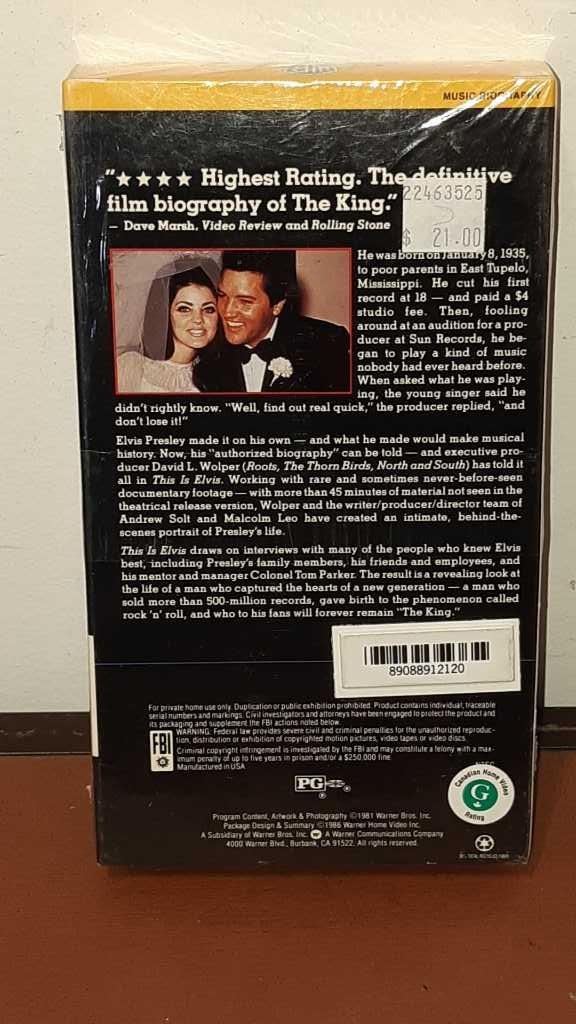 MUSIC BIOGRAPHY
"★★★★ Highest Rating. The definitive
film biography of The King."
— Dave Marsh, Video Review and Rolling Stone
22463525
$ 21.00
He was born on January 8, 1935,
to poor parents in East Tupelo,
Mississippi. He cut his first
record at 18 — and paid a $4
studio fee. Then, fooling
around at an audition for a pro-
ducer at Sun Records, he be-
gan to play a kind of music
nobody had ever heard before.
When asked what he was play-
ing, the young singer said he
didn't rightly know. "Well, find out real quick," the producer replied, "and
don't lose it!"
Elvis Presley made it on his own — and what he made would make musical
history. Now, his "authorized biography" can be told — and executive pro-
ducer David L. Wolper (Roots, The Thorn Birds, North and South) has told it
all in This Is Elvis. Working with rare and sometimes never-before-seen
documentary footage — with more than 45 minutes of material not seen in the
theatrical release version, Wolper and the writer/producer/director team of
Andrew Solt and Malcolm Leo have created an intimate, behind-the-
scenes portrait of Presley's life.
This Is Elvis draws on interviews with many of the people who knew Elvis
best, including Presley's family members, his friends and employees, and
his mentor and manager Colonel Tom Parker. The result is a revealing look at
the life of a man who captured the hearts of a new generation — a man who
sold more than 500-million records, gave birth to the phenomenon called
rock 'n' roll, and who to his fans will forever remain "The King."
89088912120
For private home use only. Duplication or public exhibition prohibited. Product contains individual, traceable
serial numbers and markings. Civil investigators and attorneys have been engaged to protect the product and
its packaging and supplement the FBI actions noted below.
FBI
WARNING: Federal law provides severe civil and criminal penalties for the unauthorized reproduc-
tion, distribution or exhibition of copyrighted motion pictures, video tapes or video discs.
Criminal copyright infringement is investigated by the FBI and may constitute a felony with a max-
imum penalty of up to five years in prison and/or a $250,000 fine.
Manufactured in USA
PG
Canadian Home Video
G
Rating
Program Content, Artwork & Photography ©1981 Warner Bros. Inc.
Package Design & Summary ©1986 Warner Home Video Inc.
A Subsidiary of Warner Bros. Inc. A Warner Communications Company
4000 Warner Blvd., Burbank, CA 91522. All rights reserved.